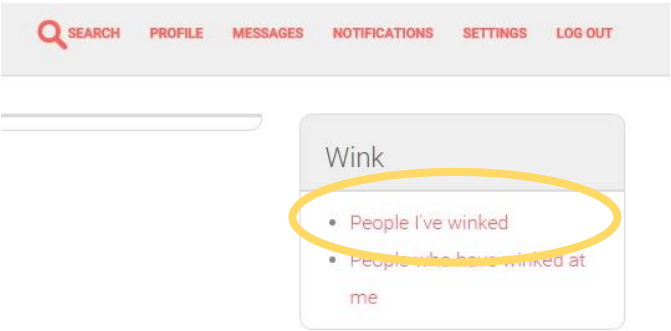 SEARCH PROFILE MESSAGES NOTIFICATIONS SETTINGS LOG OUT
Wink
People I've winked
People who have winked at
me